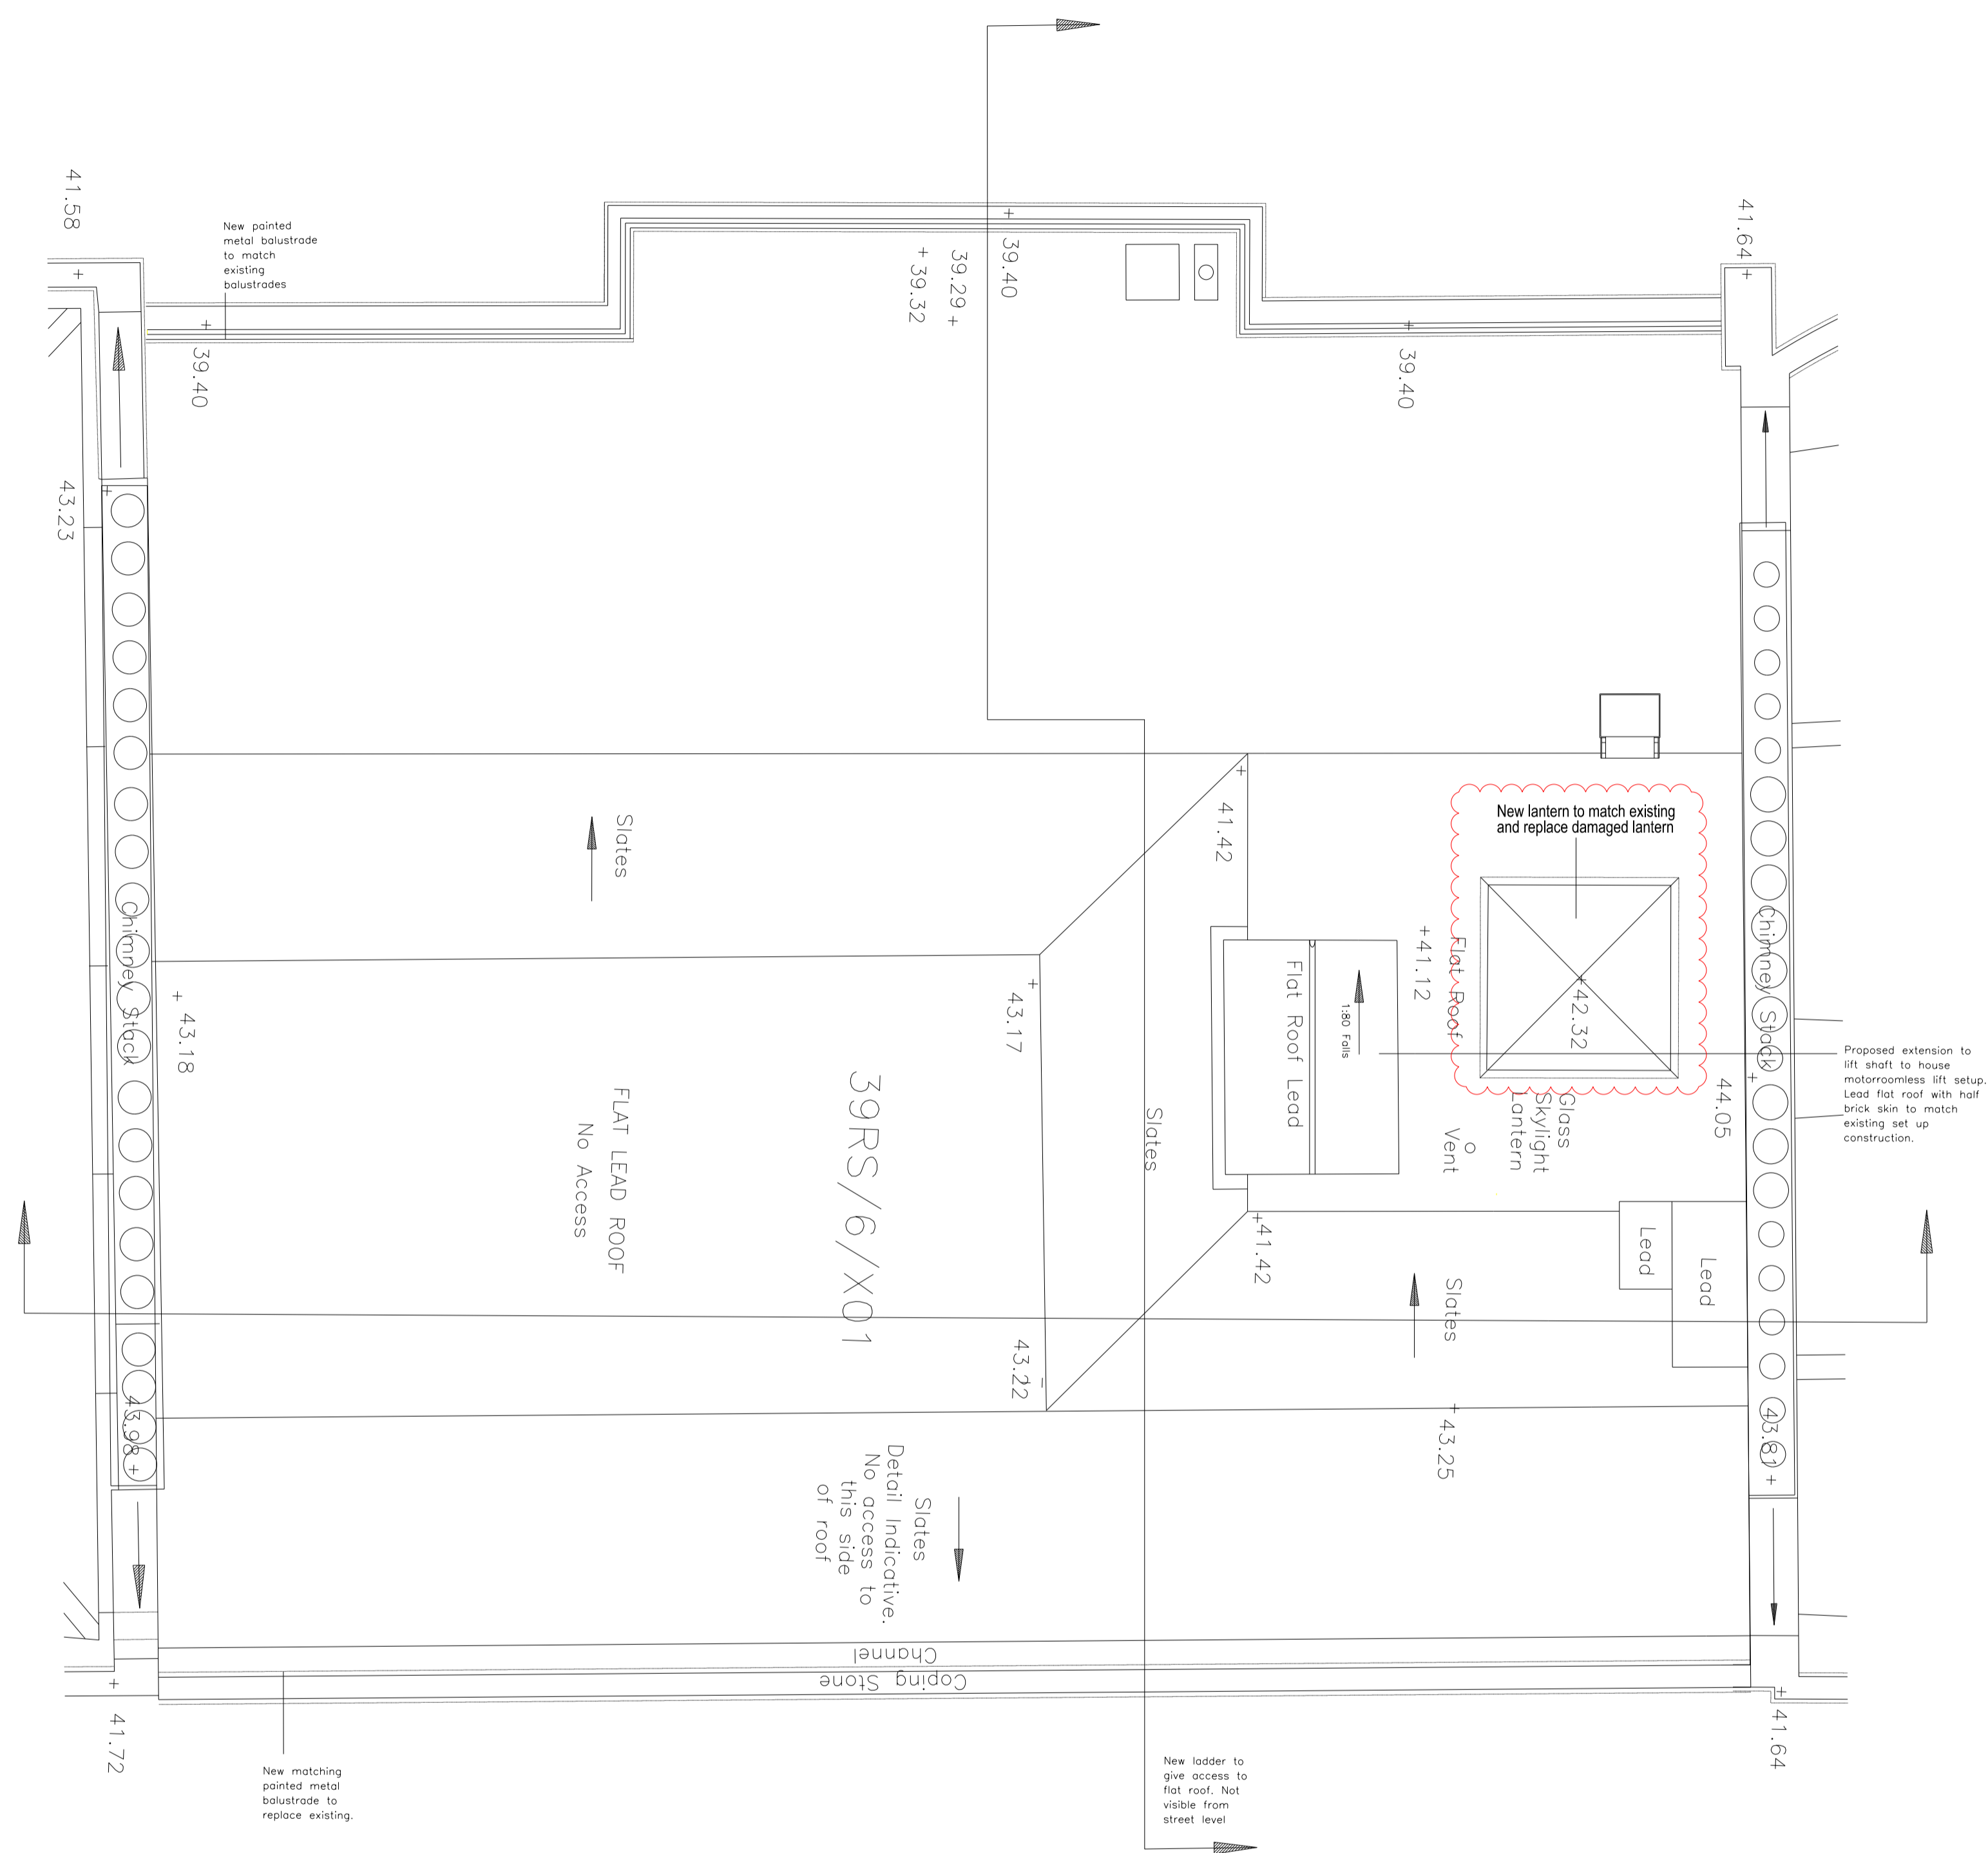 41.58
New painted
metal balustrade
to match
existing
balustrades
41.64
39.40
39.29
39.32
39.40
39.40
43.23
New lantern to match existing
and replace damaged lantern
Slates
41.42
Chimney Stack
Chimney Stack
41.12
Flat Roof
42.32
Flat Roof Lead
1:80 Falls
43.18
43.17
Proposed extension to
lift shaft to house
motorroomless lift setup.
Lead flat roof with half
brick skin to match
existing set up
construction.
44.05
FLAT LEAD ROOF
No Access
39RS/6/X01
Slates
Vent
Glass
Skylight
Lantern
41.42
Lead
Lead
Slates
43.22
43.25
43.98
43.81
Slates
Detail Indicative.
No access to
this side
of roof
Channel
Coping Stone
41.72
41.64
New matching
painted metal
balustrade to
replace existing.
New ladder to
give access to
flat roof. Not
visible from
street level